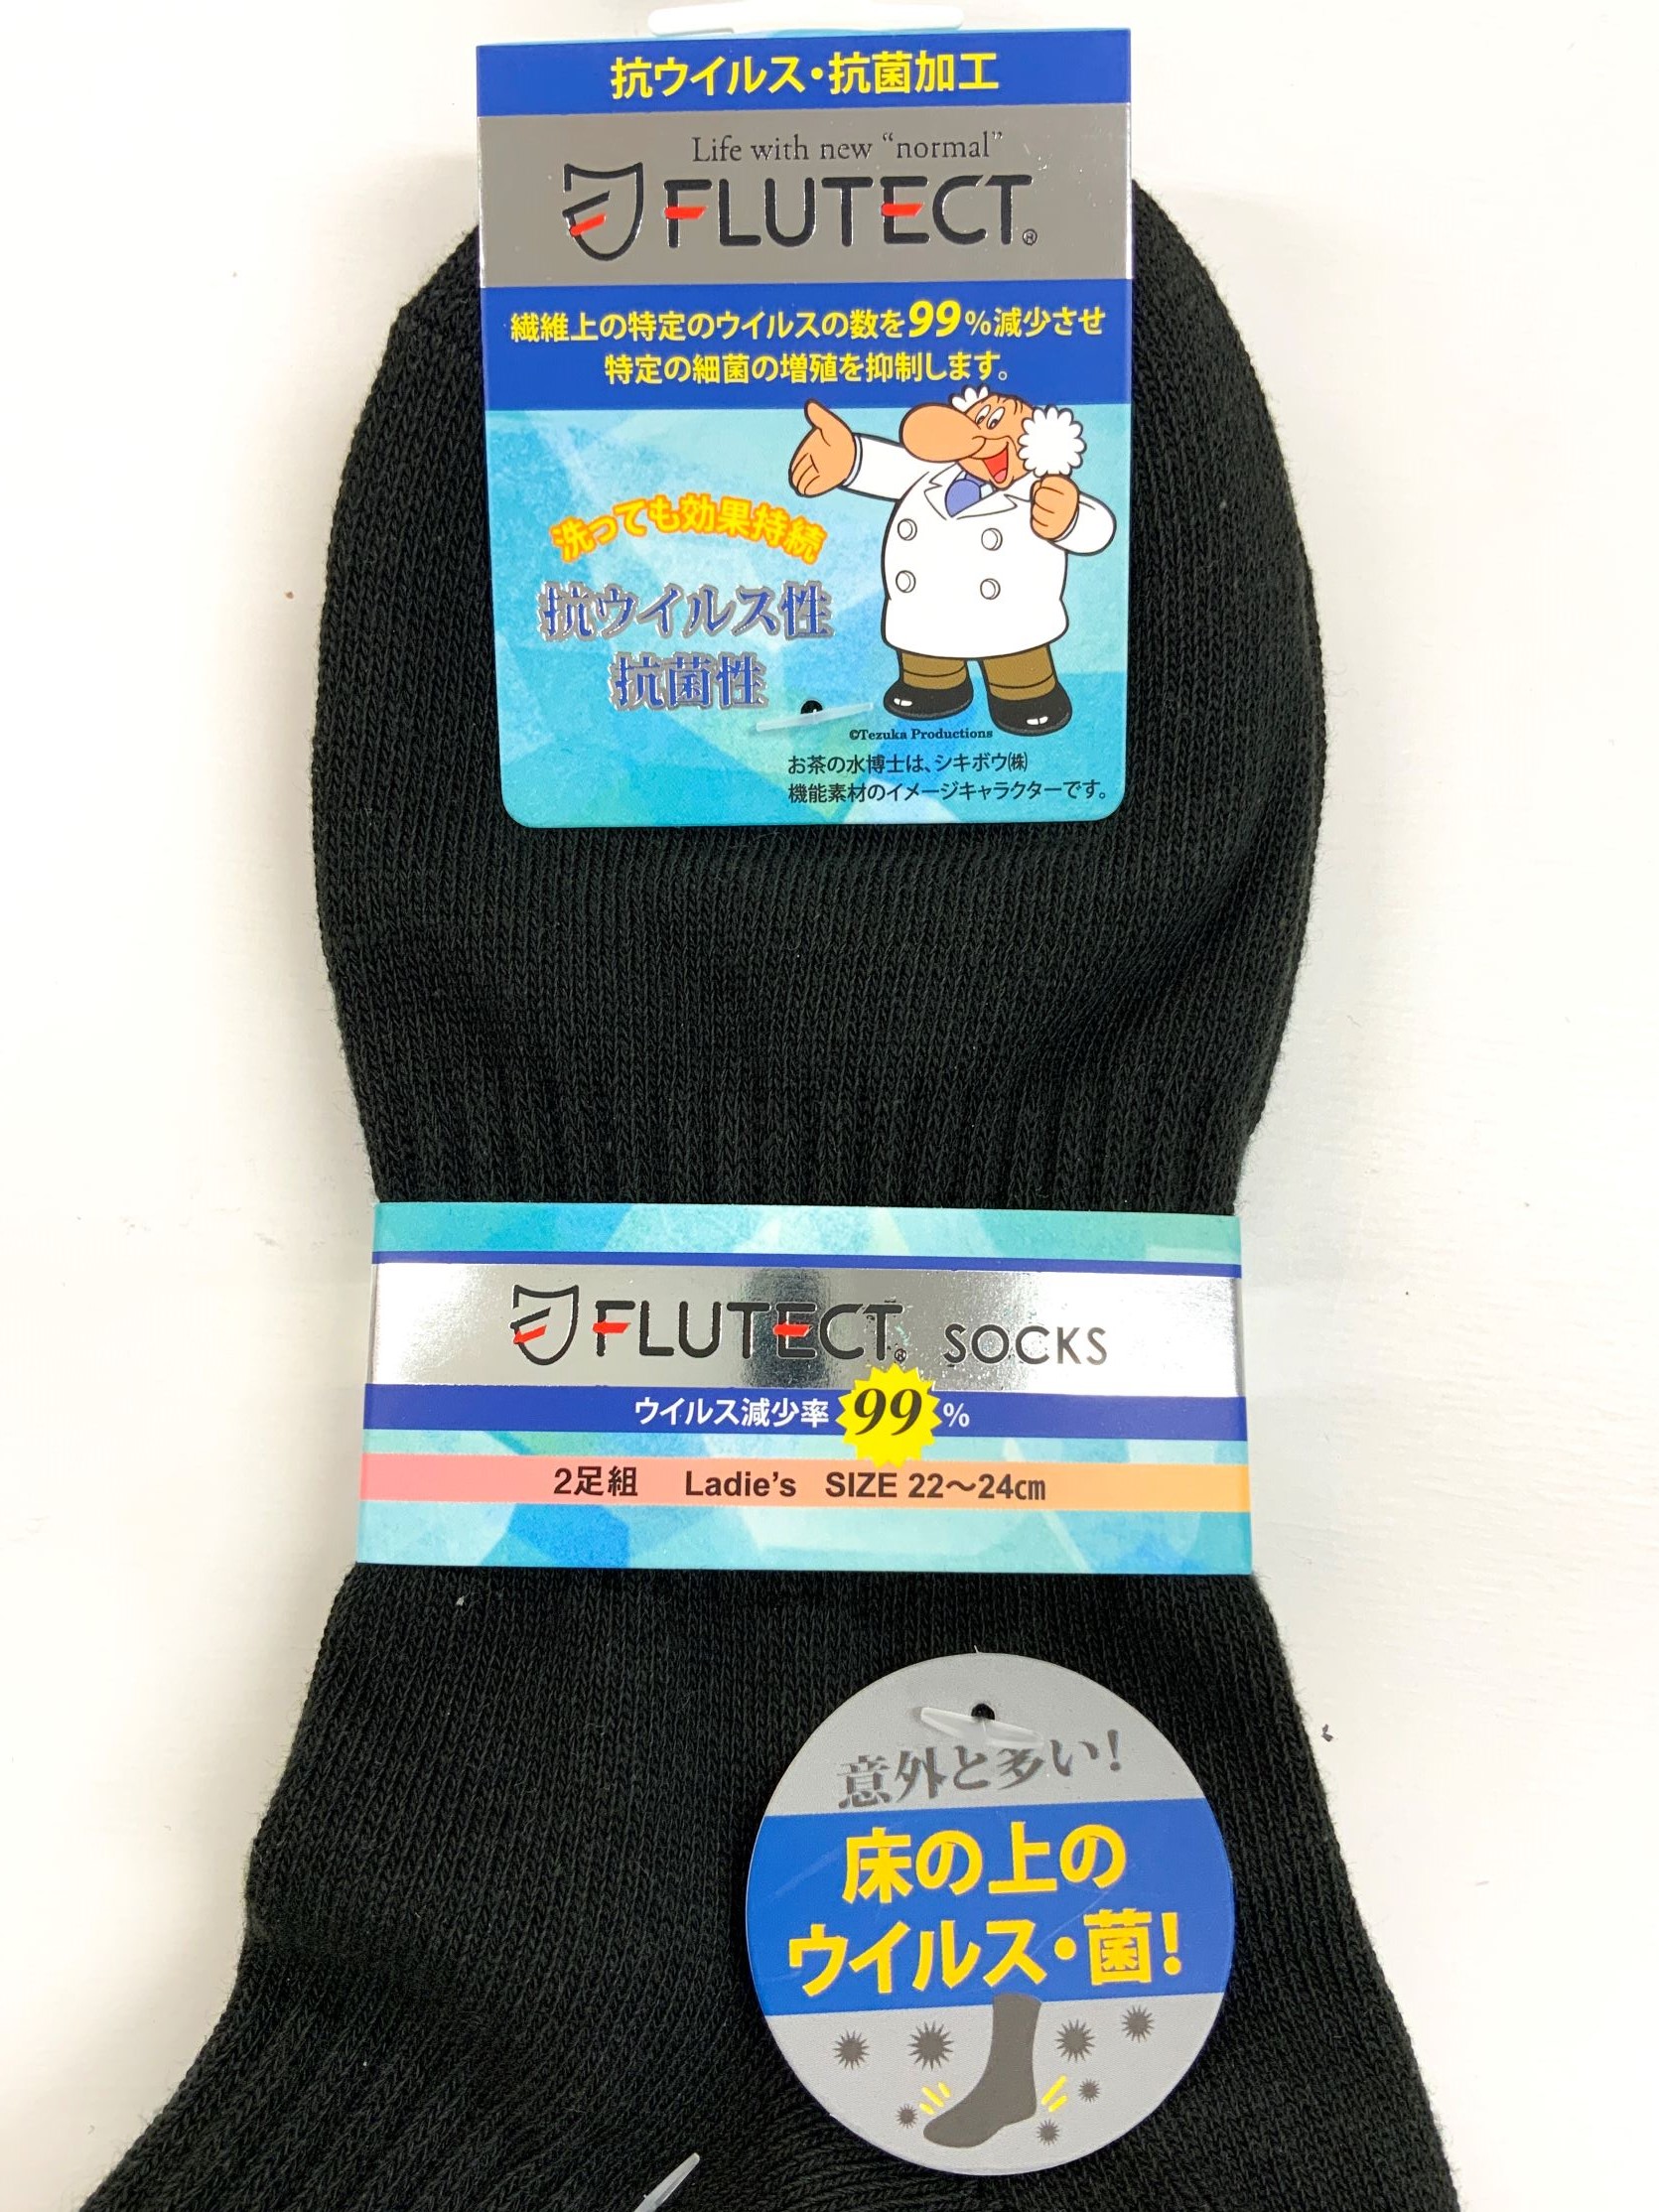 抗ウイルス・抗菌加工
Life with new “normal”
FLUTECT®
繊維上の特定のウイルスの数を99%減少させ
特定の細菌の増殖を抑制します。
洗っても効果持続
抗ウイルス性
抗菌性
©Tezuka Productions
お茶の水博士は、シキボウ㈱
機能素材のイメージキャラクターです。
FLUTECT® SOCKS
ウイルス減少率99%
2足組 Ladie’s SIZE 22～24㎝
意外と多い!
床の上の
ウイルス・菌!